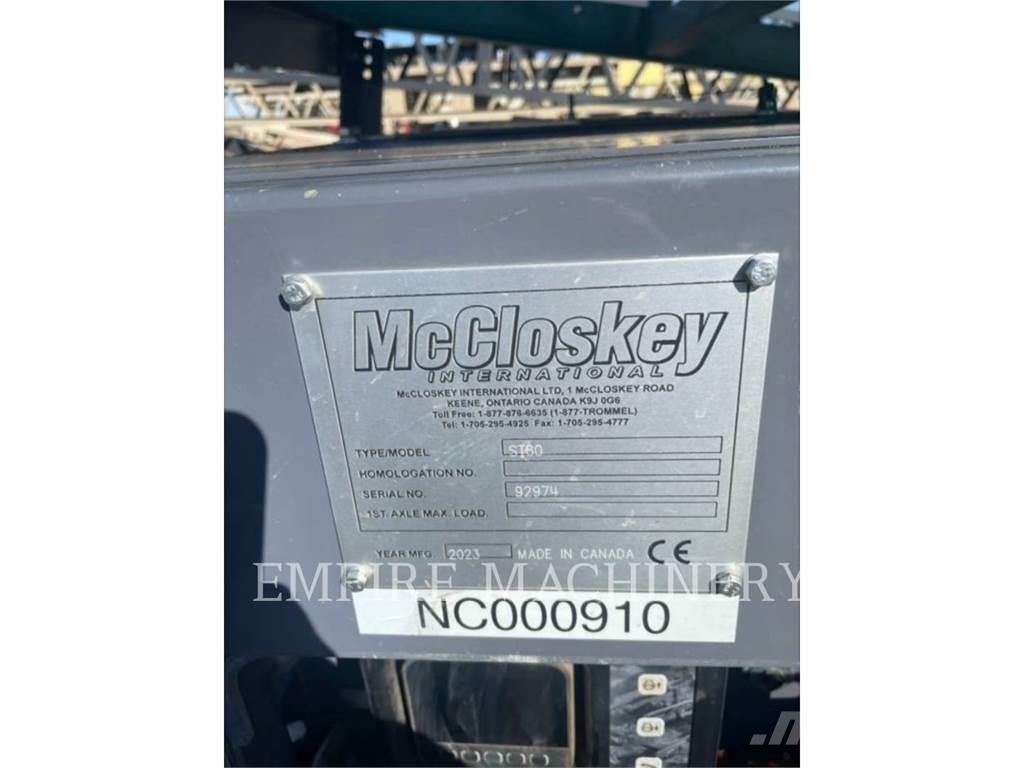 McCloskey
INTERNATIONAL
McCLOSKEY INTERNATIONAL LTD, 1 McCLOSKEY ROAD
KEENE, ONTARIO CANADA K9J 0G6
Toll Free: 1-877-876-6635 (1-877-TROMMEL)
Tel: 1-705-295-4925 Fax: 1-705-295-4777
TYPE/MODEL ST80
HOMOLOGATION NO.
SERIAL NO. 92974
1ST. AXLE MAX. LOAD.
YEAR MFG 2023 MADE IN CANADA CE
EMPIRE MACHINERY
NC000910